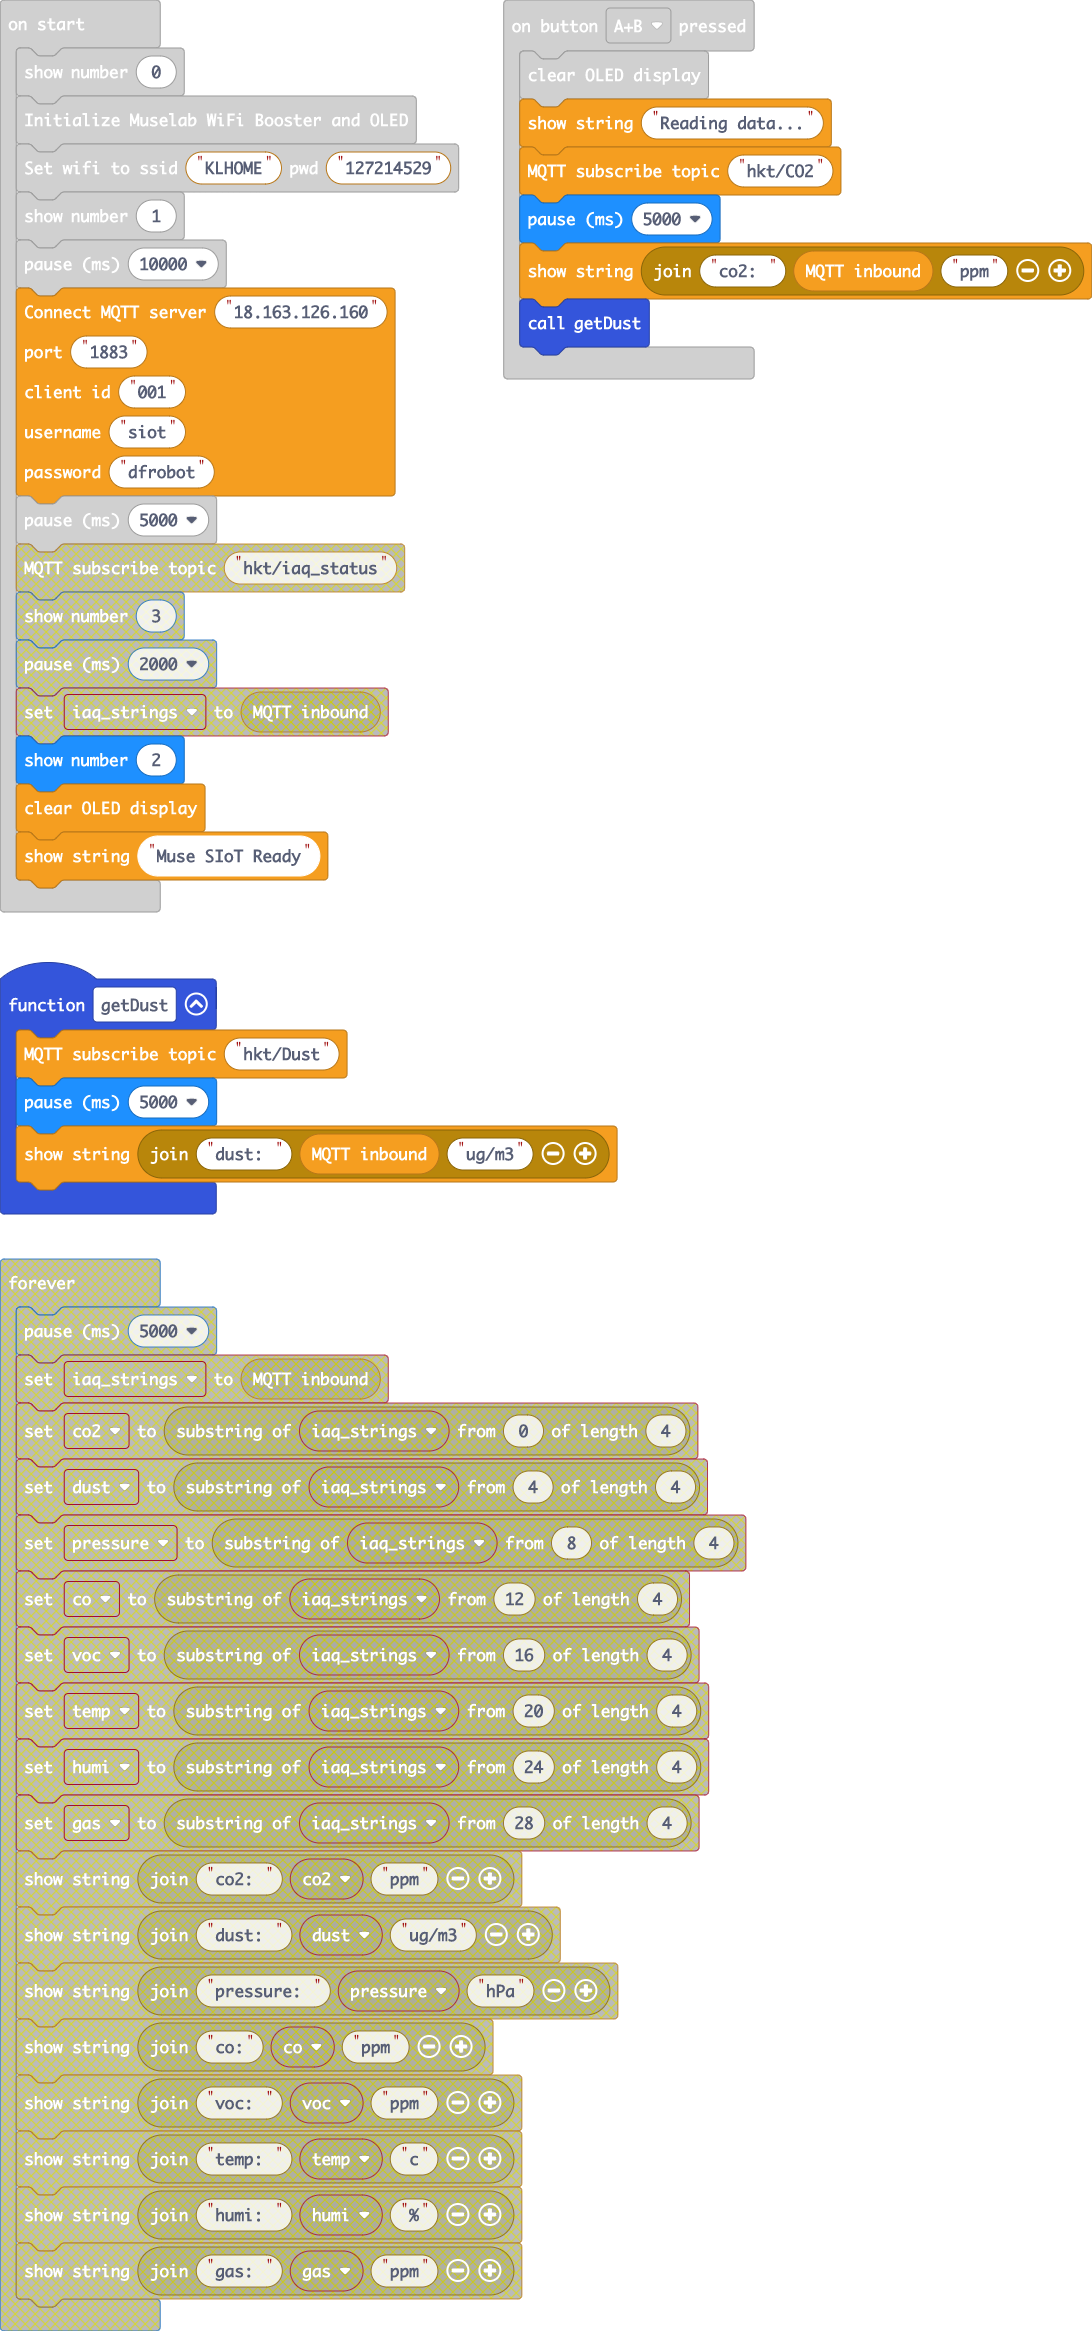 on start
show number 0
Initialize Muselab WiFi Booster and OLED
Set wifi to ssid "KLHOME" pwd "127214529"
show number 1
pause (ms) 10000
Connect MQTT server "18.163.126.160"
port "1883"
client id "001"
username "siot"
password "dfrobot"
pause (ms) 5000
MQTT subscribe topic "hkt/iaq_status"
show number 3
pause (ms) 2000
set iaq_strings to MQTT inbound
show number 2
clear OLED display
show string "Muse SIoT Ready"
on button A+B pressed
clear OLED display
show string "Reading data..."
MQTT subscribe topic "hkt/CO2"
pause (ms) 5000
show string join "co2: " MQTT inbound "ppm"
call getDust
function getDust
MQTT subscribe topic "hkt/Dust"
pause (ms) 5000
show string join "dust: " MQTT inbound "ug/m3"
forever
pause (ms) 5000
set iaq_strings to MQTT inbound
set co2 to substring of iaq_strings from 0 of length 4
set dust to substring of iaq_strings from 4 of length 4
set pressure to substring of iaq_strings from 8 of length 4
set co to substring of iaq_strings from 12 of length 4
set voc to substring of iaq_strings from 16 of length 4
set temp to substring of iaq_strings from 20 of length 4
set humi to substring of iaq_strings from 24 of length 4
set gas to substring of iaq_strings from 28 of length 4
show string join "co2: " co2 "ppm"
show string join "dust: " dust "ug/m3"
show string join "pressure: " pressure "hPa"
show string join "co:" co "ppm"
show string join "voc: " voc "ppm"
show string join "temp: " temp "c"
show string join "humi: " humi "%"
show string join "gas: " gas "ppm"